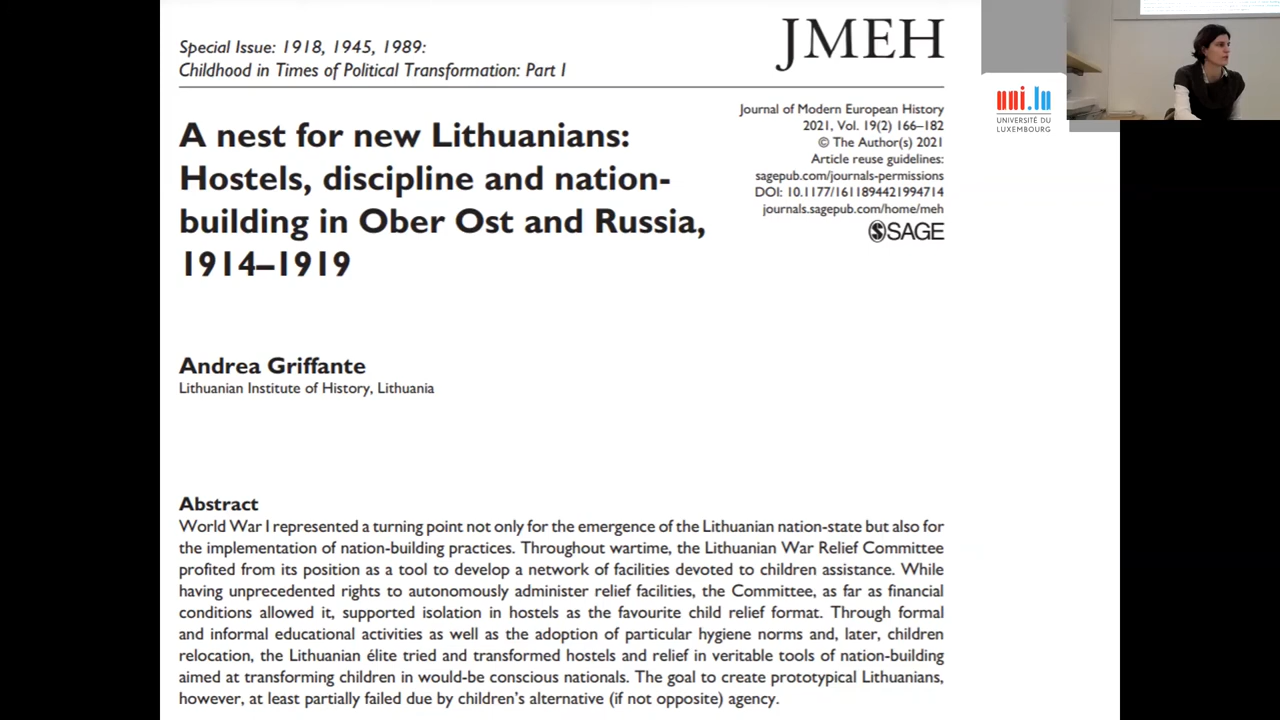 Special Issue: 1918, 1945, 1989:
Childhood in Times of Political Transformation: Part I
JMEH
A nest for new Lithuanians:
Hostels, discipline and nation-
building in Ober Ost and Russia,
1914–1919
Journal of Modern European History
2021, Vol. 19(2) 166–182
© The Author(s) 2021
Article reuse guidelines:
sagepub.com/journals-permissions
DOI: 10.1177/1611894421994714
journals.sagepub.com/home/meh
SAGE
uni.lu
UNIVERSITÉ DU
LUXEMBOURG
Andrea Griffante
Lithuanian Institute of History, Lithuania
Abstract
World War I represented a turning point not only for the emergence of the Lithuanian nation-state but also for
the implementation of nation-building practices. Throughout wartime, the Lithuanian War Relief Committee
profited from its position as a tool to develop a network of facilities devoted to children assistance. While
having unprecedented rights to autonomously administer relief facilities, the Committee, as far as financial
conditions allowed it, supported isolation in hostels as the favourite child relief format. Through formal
and informal educational activities as well as the adoption of particular hygiene norms and, later, children
relocation, the Lithuanian élite tried and transformed hostels and relief in veritable tools of nation-building
aimed at transforming children in would-be conscious nationals. The goal to create prototypical Lithuanians,
however, at least partially failed due by children's alternative (if not opposite) agency.